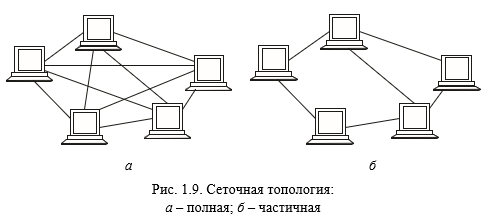 а б
Рис. 1.9. Сеточная топология:
а – полная; б – частичная